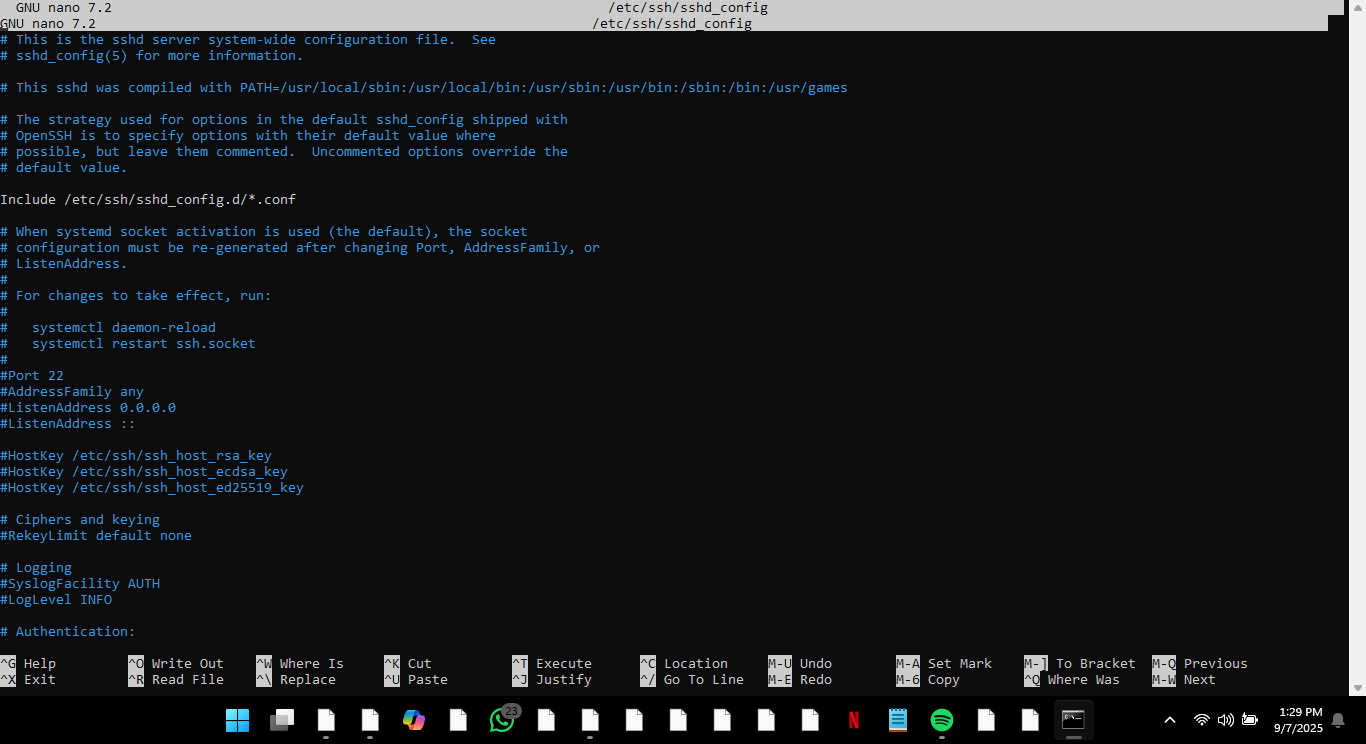 GNU nano 7.2 /etc/ssh/sshd_config
GNU nano 7.2 /etc/ssh/sshd_config
# This is the sshd server system-wide configuration file.  See
# sshd_config(5) for more information.
# This sshd was compiled with PATH=/usr/local/sbin:/usr/local/bin:/usr/sbin:/usr/bin:/sbin:/bin:/usr/games
# The strategy used for options in the default sshd_config shipped with
# OpenSSH is to specify options with their default value where
# possible, but leave them commented.  Uncommented options override the
# default value.
Include /etc/ssh/sshd_config.d/*.conf
# When systemd socket activation is used (the default), the socket
# configuration must be re-generated after changing Port, AddressFamily, or
# ListenAddress.
#
# For changes to take effect, run:
#
#   systemctl daemon-reload
#   systemctl restart ssh.socket
#
#Port 22
#AddressFamily any
#ListenAddress 0.0.0.0
#ListenAddress ::
#HostKey /etc/ssh/ssh_host_rsa_key
#HostKey /etc/ssh/ssh_host_ecdsa_key
#HostKey /etc/ssh/ssh_host_ed25519_key
# Ciphers and keying
#RekeyLimit default none
# Logging
#SyslogFacility AUTH
#LogLevel INFO
# Authentication:
^G Help ^O Write Out ^W Where Is ^K Cut ^T Execute ^C Location M-U Undo M-A Set Mark M-] To Bracket M-Q Previous
^X Exit ^R Read File ^\ Replace ^U Paste ^J Justify ^/ Go To Line M-E Redo M-6 Copy ^Q Where Was M-W Next
23
N
1:29 PM
9/7/2025